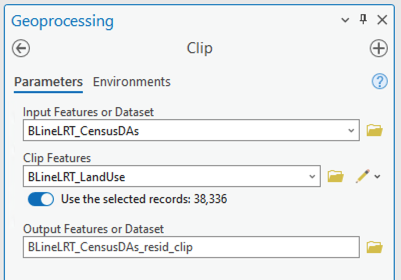 Geoprocessing
Clip
Parameters Environments
Input Features or Dataset
BLineLRT_CensusDAs
Clip Features
BLineLRT_LandUse
Use the selected records: 38,336
Output Features or Dataset
BLineLRT_CensusDAs_resid_clip